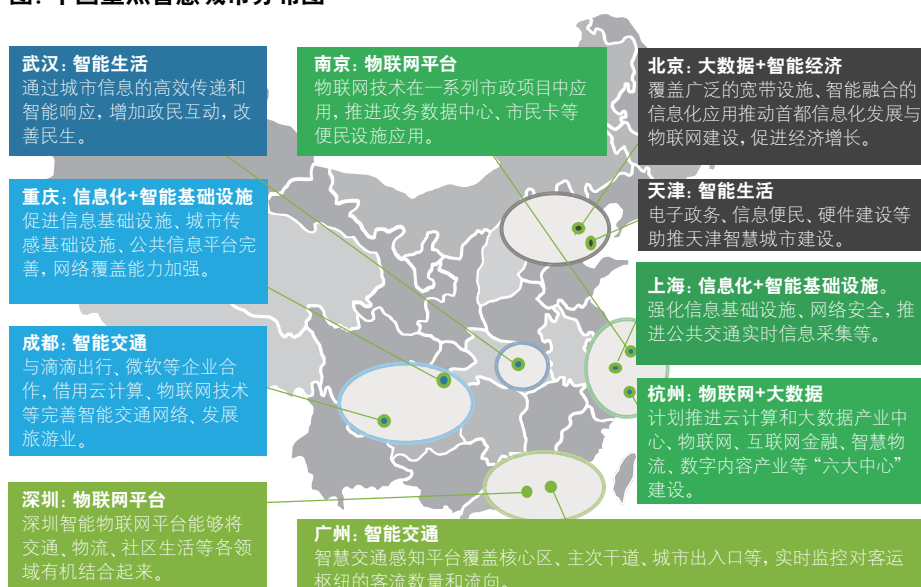 武汉：智能生活
通过城市信息的高效传递和
智能响应，增加政民互动，改
善民生。
南京：物联网平台
物联网技术在一系列市政项目中应
用，推进政务数据中心、市民卡等
便民设施应用。
北京：大数据+智能经济
覆盖广泛的宽带设施、智能融合的
信息化应用推动首都信息化发展与
物联网建设，促进经济增长。
重庆：信息化+智能基础设施
促进信息基础设施、城市传
感基础设施、公共信息平台完
善，网络覆盖能力加强。
天津：智能生活
电子政务、信息便民、硬件建设等
助推天津智慧城市建设。
上海：信息化+智能基础设施。
强化信息基础设施、网络安全，推
进公共交通实时信息采集等。
成都：智能交通
与滴滴出行、微软等企业合
作，借用云计算、物联网技术
等完善智能交通网络、发展
旅游业。
杭州：物联网+大数据
计划推进云计算和大数据产业中
心、物联网、互联网金融、智慧物
流、数字内容产业等“六大中心”
建设。
深圳：物联网平台
深圳智能物联网平台能够将
交通、物流、社区生活等各领
域有机结合起来。
广州：智能交通
智慧交通感知平台覆盖核心区、主次干道、城市出入口等，实时监控对客运
枢纽的客流数量和流向。